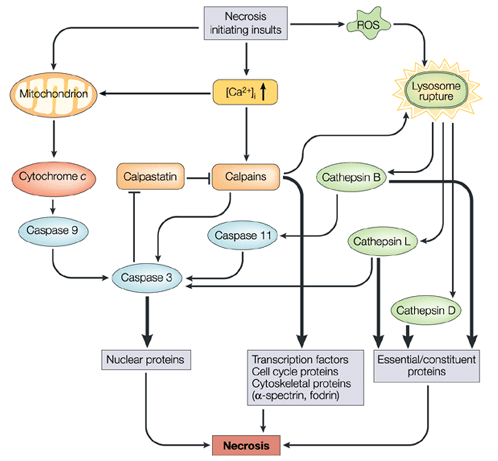 Necrosis
initiating insults
ROS
Mitochondrion
[Ca²⁺]ᵢ
Lysosome
rupture
Cytochrome c
Calpastatin
Calpains
Cathepsin B
Caspase 9
Caspase 11
Cathepsin L
Caspase 3
Cathepsin D
Nuclear proteins
Transcription factors
Cell cycle proteins
Cytoskeletal proteins
(α-spectrin, fodrin)
Essential/constituent
proteins
Necrosis